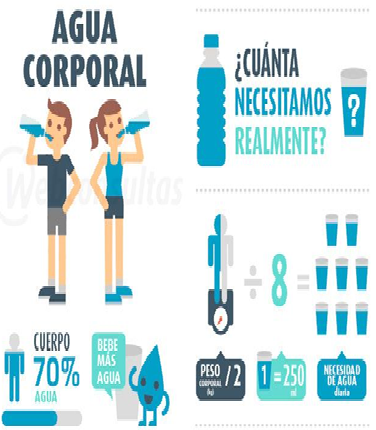 AGUA
CORPORAL
CUERPO
70%
AGUA
BEBE
MÁS
AGUA
¿CUÁNTA
NECESITAMOS
REALMENTE?
?
÷ 8 =
PESO
CORPORAL
(kg)
/ 2
1 = 250
ml
NECESIDAD
DE AGUA
diaria